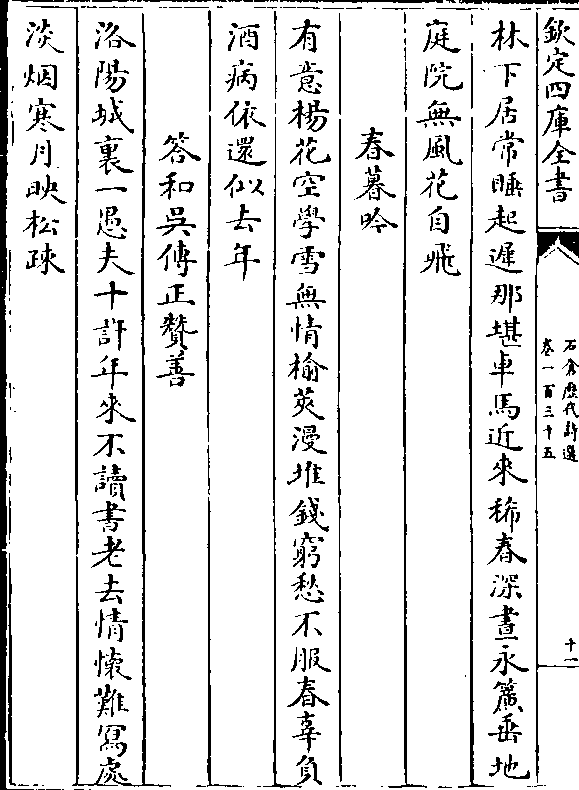 欽定四庫全書
石倉歷代詩選
卷一百三十五
十一
林下居常睡起遲那堪車馬近來稀春深晝永簾垂地
庭院無風花自飛
春暮吟
有意楊花空學雪無情榆莢漫堆錢窮愁不服春辜負
酒病依還似去年
答和吳傳正贊善
洛陽城裏一愚夫十許年來不讀書老去情懷難寫處
淡烟寒月映松疎